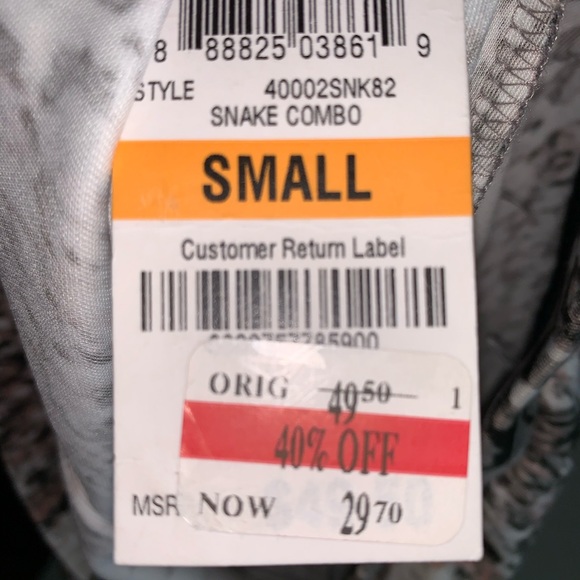 8 88825 03861 9
STYLE 40002SNK82
SNAKE COMBO
SMALL
Customer Return Label
ORIG 49 50 1
40% OFF
MSR NOW 29 70